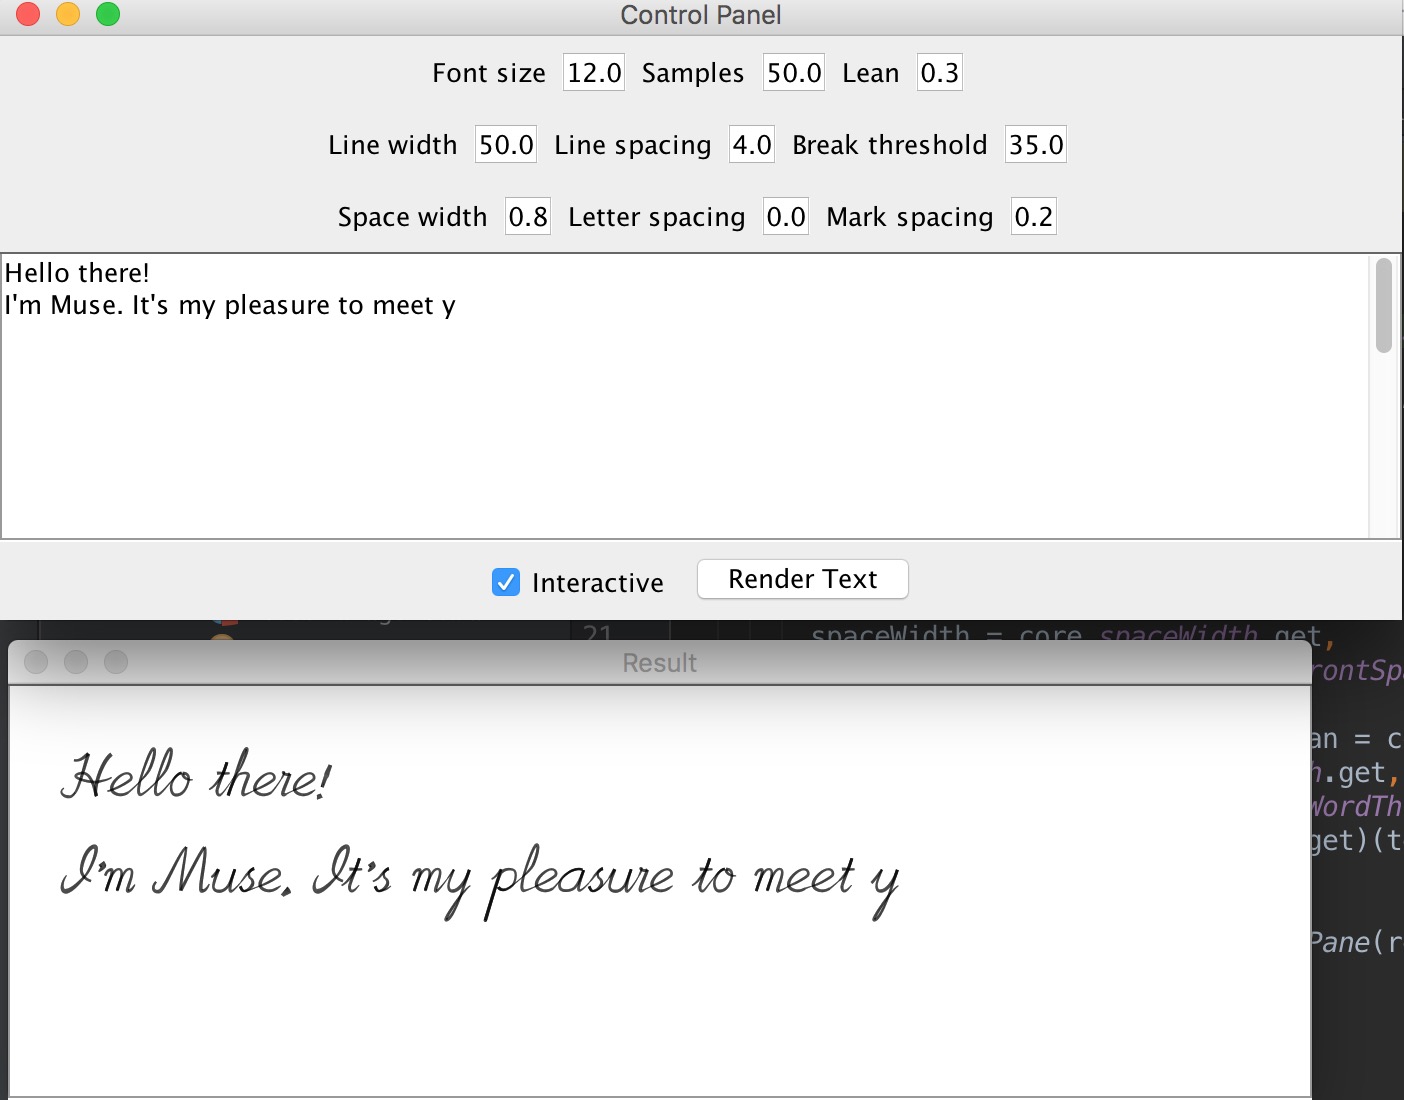 Control Panel
Font size 12.0 Samples 50.0 Lean 0.3
Line width 50.0 Line spacing 4.0 Break threshold 35.0
Space width 0.8 Letter spacing 0.0 Mark spacing 0.2
Hello there!
I'm Muse. It's my pleasure to meet y
Interactive Render Text
21 spaceWidth = core.spaceWidth.get,
Result
rontSp
an = c
h.get,
WordTh
get)(t
Pane(r
Hello there!
I'm Muse. It's my pleasure to meet y